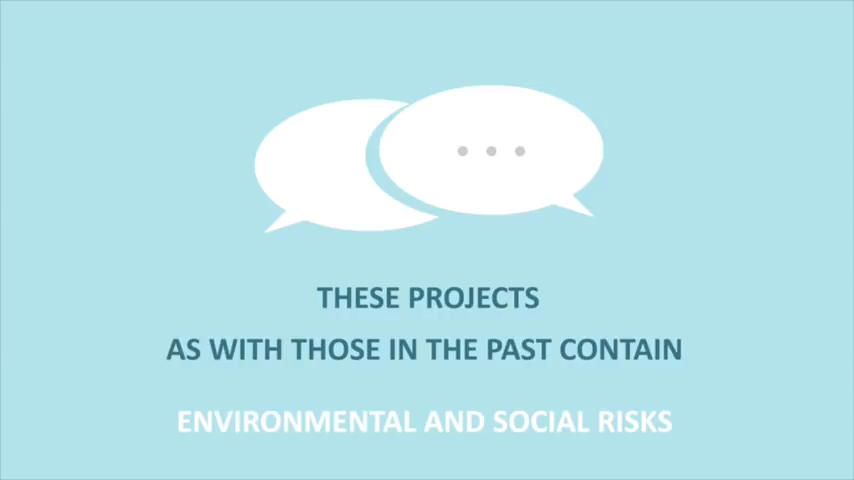 THESE PROJECTS
AS WITH THOSE IN THE PAST CONTAIN
ENVIRONMENTAL AND SOCIAL RISKS